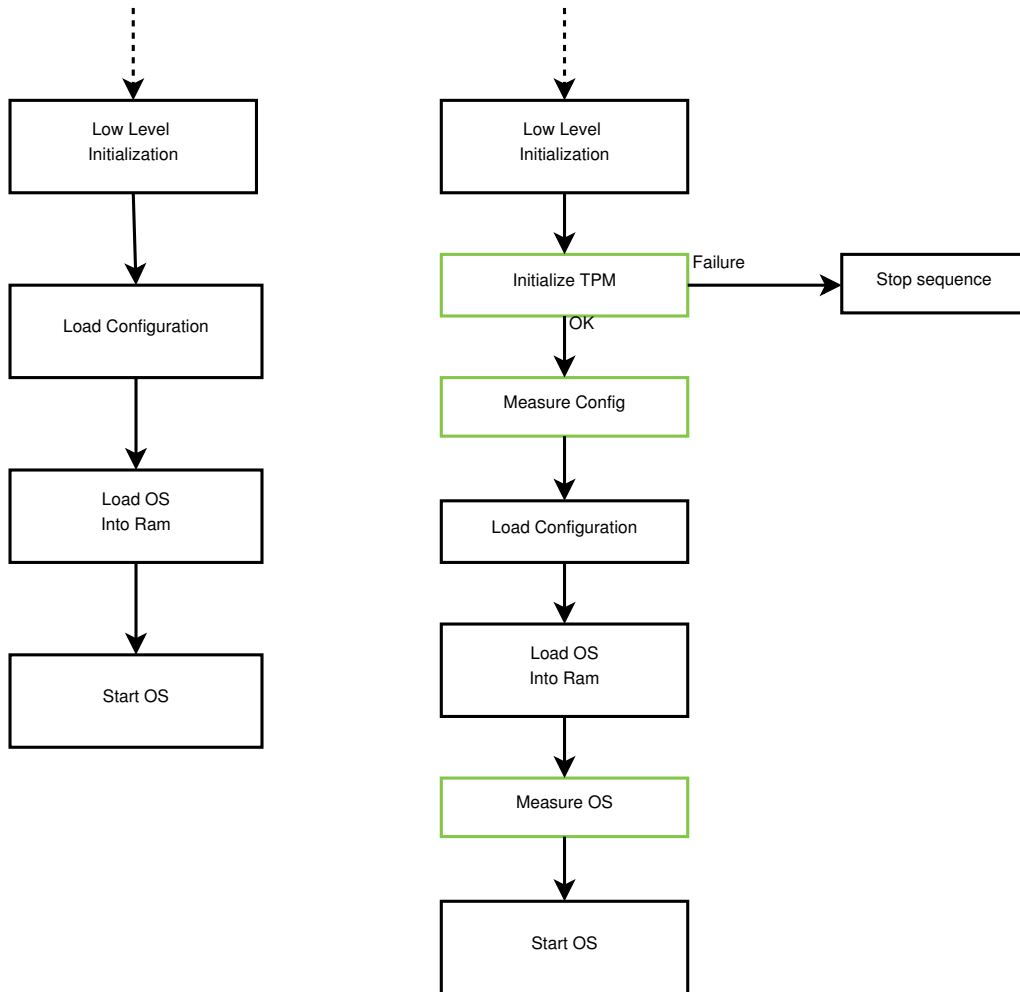 Low Level
Initialization
Load Configuration
Load OS
Into Ram
Start OS
Low Level
Initialization
Initialize TPM
Failure
Stop sequence
OK
Measure Config
Load Configuration
Load OS
Into Ram
Measure OS
Start OS